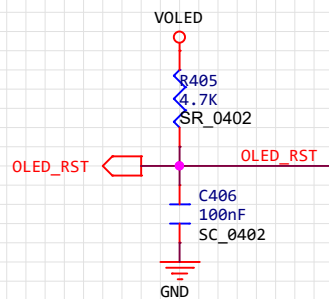 VOLED
R405
4.7K
SR_0402
OLED_RST
OLED_RST
C406
100nF
SC_0402
GND